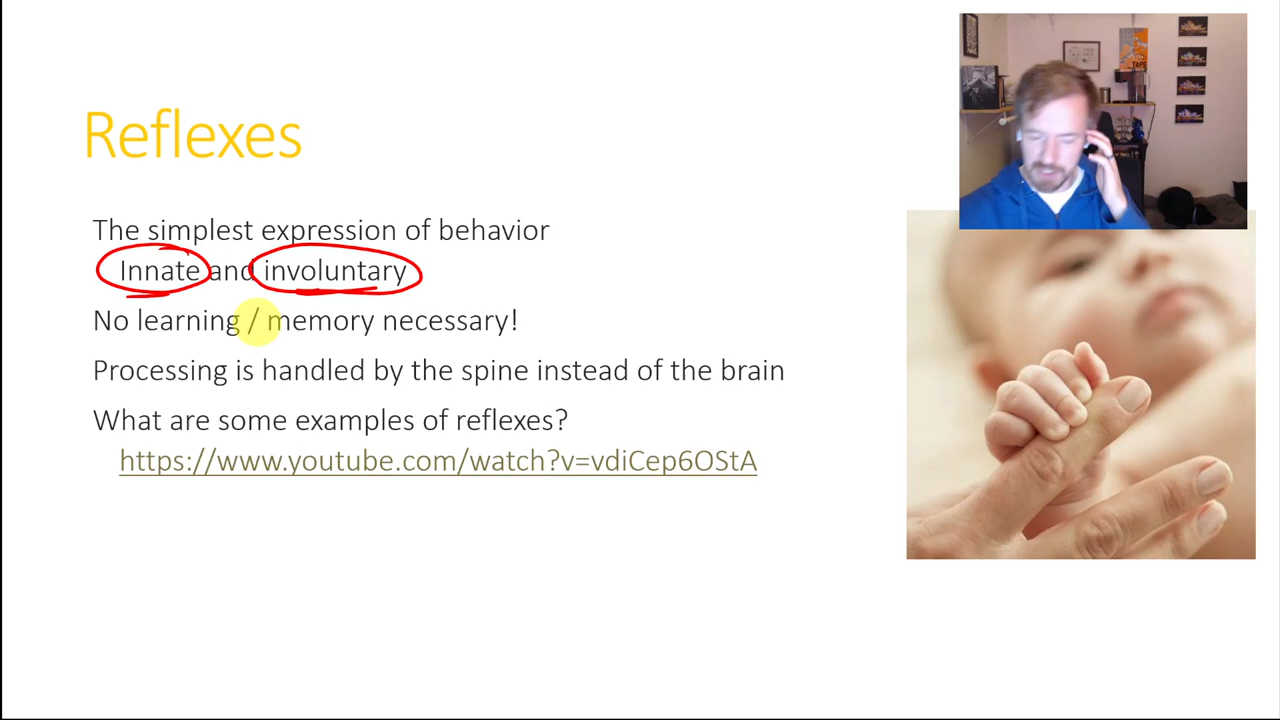 Reflexes
The simplest expression of behavior
Innate and involuntary
No learning / memory necessary!
Processing is handled by the spine instead of the brain
What are some examples of reflexes?
https://www.youtube.com/watch?v=vdiCep6OStA
TAPE